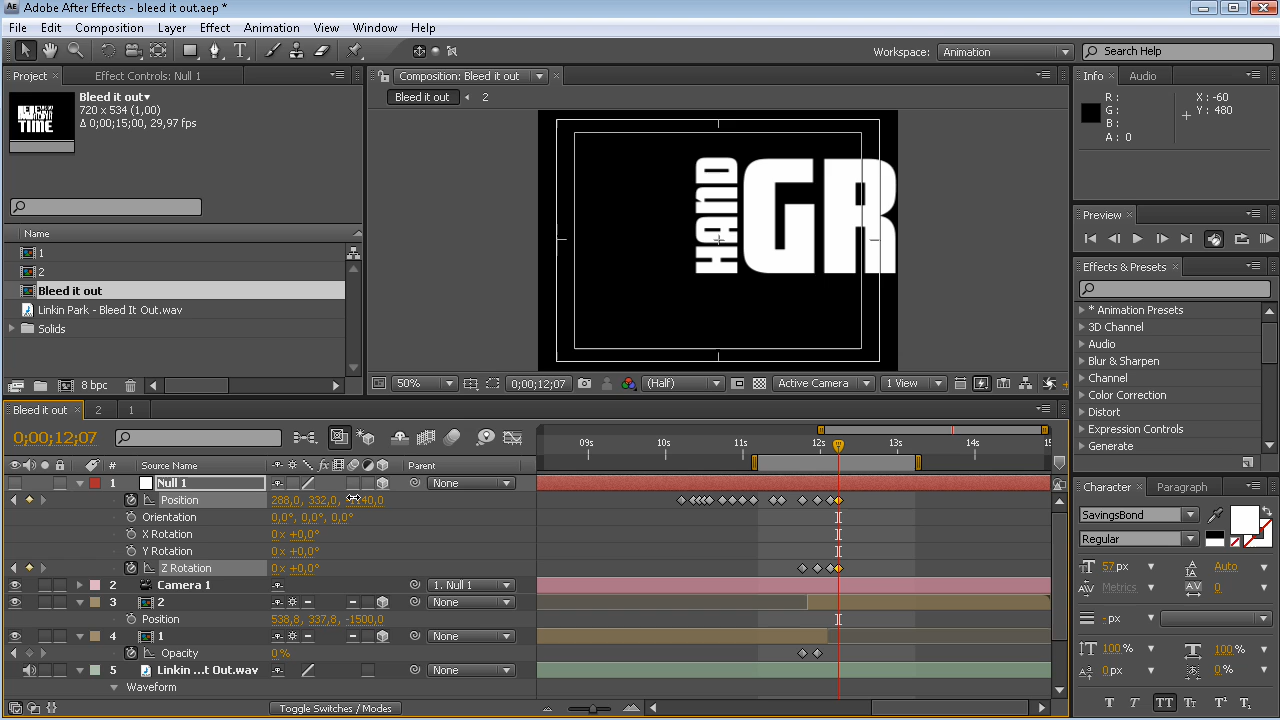 Adobe After Effects - bleed it out.aep *
File Edit Composition Layer Effect Animation View Window Help
Workspace: Animation Search Help
Project Effect Controls: Null 1
Bleed it out
720 x 534 (1,00)
Δ 0;00;15;00, 29,97 fps
Name
1
2
Bleed it out
Linkin Park - Bleed It Out.wav
Solids
8 bpc
Composition: Bleed it out
Bleed it out 2
HAND GR
50% 0;00;12;07 (Half) Active Camera 1 View
Info Audio
R :
G :
B :
A : 0
X : -60
Y : 480
Preview
Effects & Presets
* Animation Presets
3D Channel
Audio
Blur & Sharpen
Channel
Color Correction
Distort
Expression Controls
Generate
Character Paragraph
SavingsBond
Regular
57 px Auto
Metrics 0
- px
100 % 100 %
0 px 0 %
T T TT Tt T¹ T₁
Bleed it out 2 1
0;00;12;07
09s 10s 11s 12s 13s 14s 15
# Source Name Parent
1 Null 1 None
Position 288,0, 332,0,
Orientation 0,0°, 0,0°, 0,0°
X Rotation 0 x +0,0°
Y Rotation 0 x +0,0°
Z Rotation 0 x +0,0°
2 Camera 1 1. Null 1
3 2 None
Position 538,8, 337,8, -1500,0
4 1 None
Opacity 0 %
5 Linkin ...t Out.wav None
Waveform
Toggle Switches / Modes